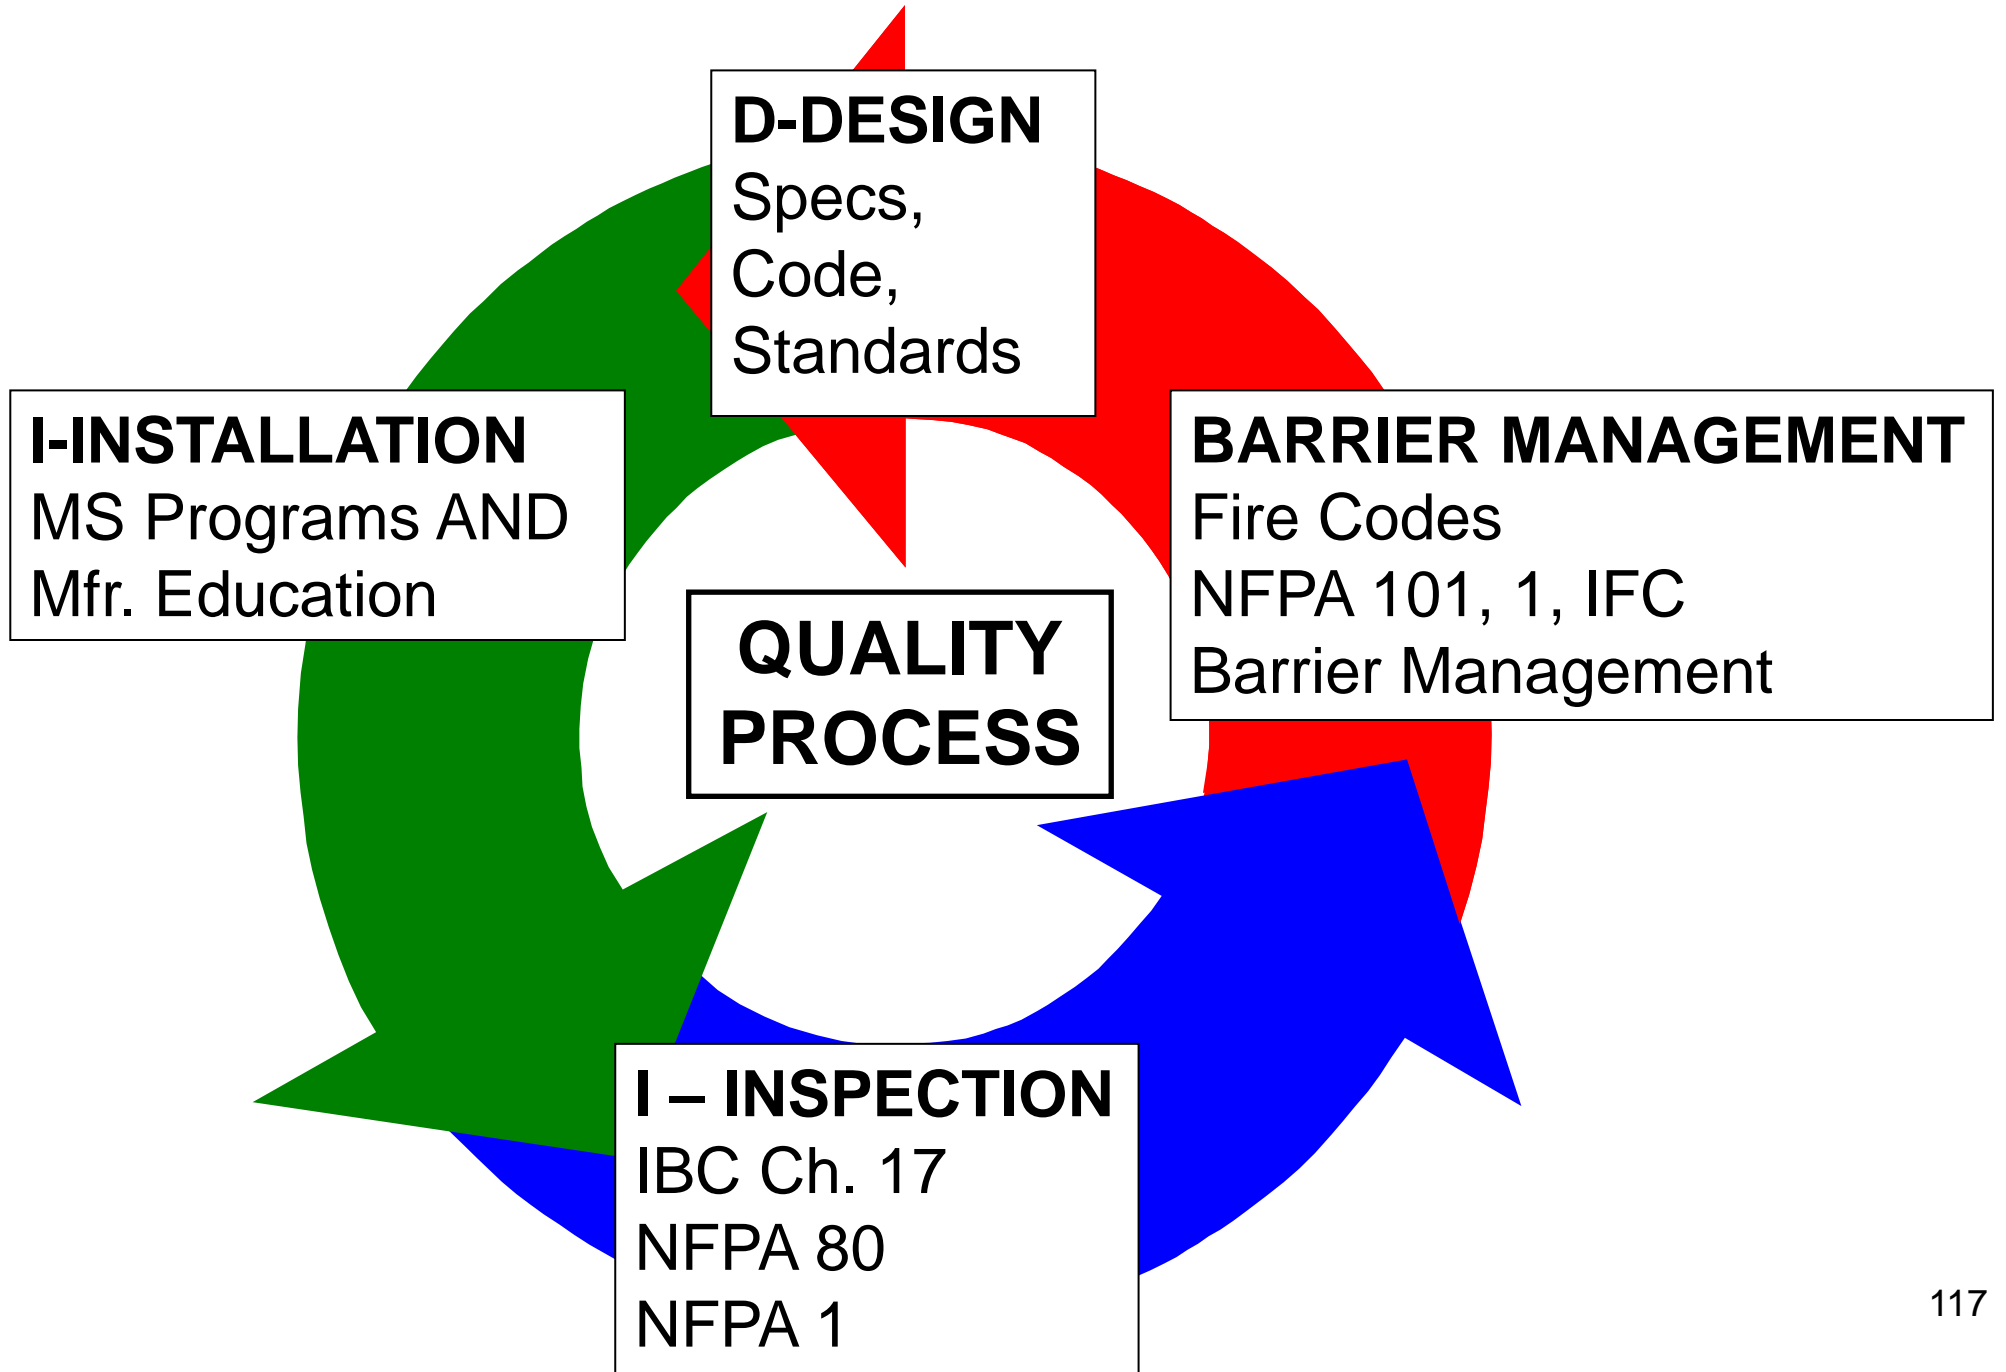 D-DESIGN
Specs,
Code,
Standards
I-INSTALLATION
MS Programs AND
Mfr. Education
BARRIER MANAGEMENT
Fire Codes
NFPA 101, 1, IFC
Barrier Management
QUALITY
PROCESS
I – INSPECTION
IBC Ch. 17
NFPA 80
NFPA 1
117